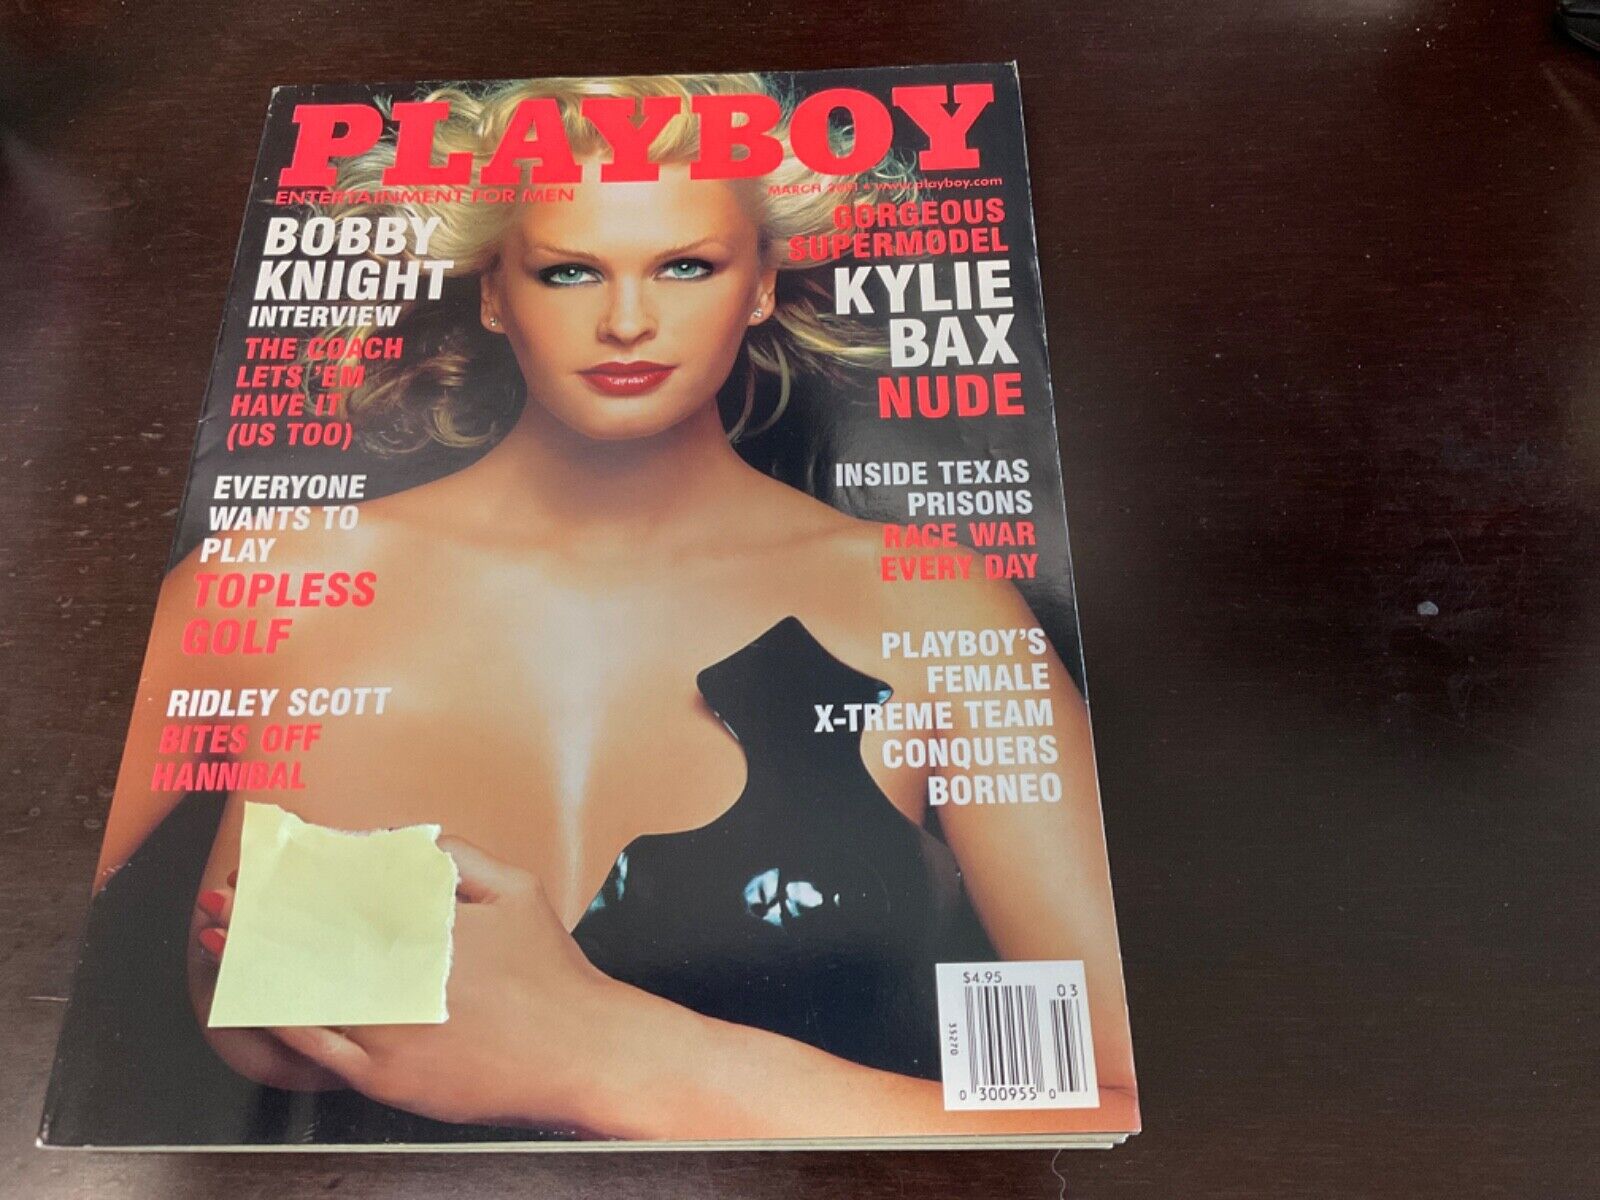 PLAYBOY
ENTERTAINMENT FOR MEN
MARCH 2001 • www.playboy.com
BOBBY
KNIGHT
INTERVIEW
THE COACH
LETS 'EM
HAVE IT
(US TOO)
EVERYONE
WANTS TO
PLAY
TOPLESS
GOLF
RIDLEY SCOTT
BITES OFF
HANNIBAL
GORGEOUS
SUPERMODEL
KYLIE
BAX
NUDE
INSIDE TEXAS
PRISONS
RACE WAR
EVERY DAY
PLAYBOY'S
FEMALE
X-TREME TEAM
CONQUERS
BORNEO
$4.95
03
35270
0 300955 0